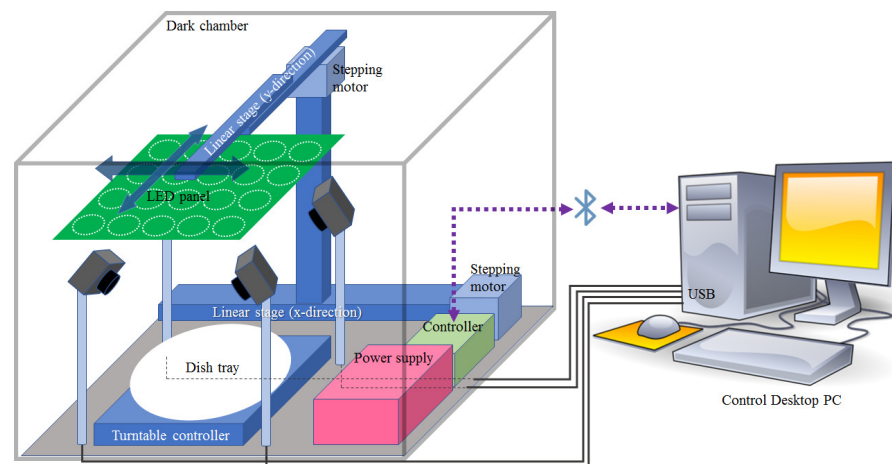 Dark chamber
Stepping
motor
Linear stage (y-direction)
LED panel
Stepping
motor
USB
Linear stage (x-direction)
Controller
Power supply
Dish tray
Control Desktop PC
Turntable controller